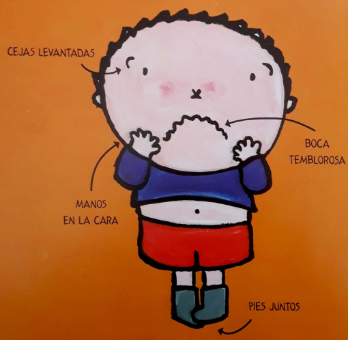 CEJAS LEVANTADAS
BOCA
TEMBLOROSA
MANOS
EN LA CARA
PIES JUNTOS